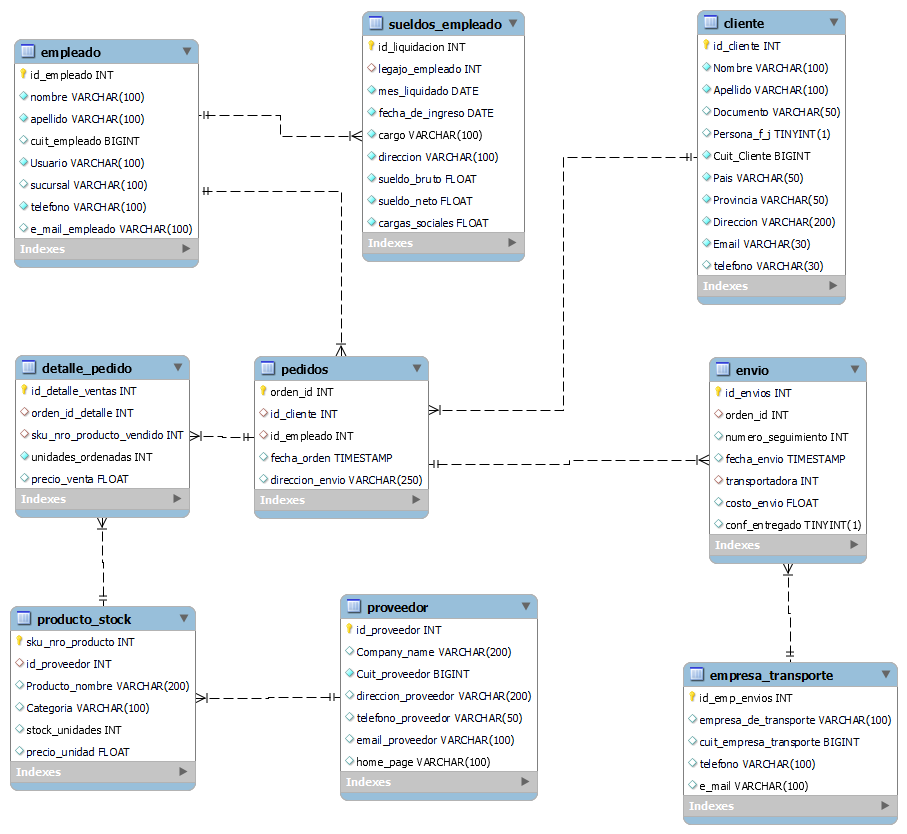 empleado
id_empleado INT
nombre VARCHAR(100)
apellido VARCHAR(100)
cuit_empleado BIGINT
Usuario VARCHAR(100)
sucursal VARCHAR(100)
telefono VARCHAR(100)
e_mail_empleado VARCHAR(100)
Indexes
sueldos_empleado
id_liquidacion INT
legajo_empleado INT
mes_liquidado DATE
fecha_de_ingreso DATE
cargo VARCHAR(100)
direccion VARCHAR(100)
sueldo_bruto FLOAT
sueldo_neto FLOAT
cargas_sociales FLOAT
Indexes
cliente
id_cliente INT
Nombre VARCHAR(100)
Apellido VARCHAR(100)
Documento VARCHAR(50)
Persona_f_j TINYINT(1)
Cuit_Cliente BIGINT
Pais VARCHAR(50)
Provincia VARCHAR(50)
Direccion VARCHAR(200)
Email VARCHAR(30)
telefono VARCHAR(30)
Indexes
detalle_pedido
id_detalle_ventas INT
orden_id_detalle INT
sku_nro_producto_vendido INT
unidades_ordenadas INT
precio_venta FLOAT
Indexes
pedidos
orden_id INT
id_cliente INT
id_empleado INT
fecha_orden TIMESTAMP
direccion_envio VARCHAR(250)
Indexes
envio
id_envios INT
orden_id INT
numero_seguimiento INT
fecha_envio TIMESTAMP
transportadora INT
costo_envio FLOAT
conf_entregado TINYINT(1)
Indexes
producto_stock
sku_nro_producto INT
id_proveedor INT
Producto_nombre VARCHAR(200)
Categoria VARCHAR(100)
stock_unidades INT
precio_unidad FLOAT
Indexes
proveedor
id_proveedor INT
Company_name VARCHAR(200)
Cuit_proveedor BIGINT
direccion_proveedor VARCHAR(200)
telefono_proveedor VARCHAR(50)
email_proveedor VARCHAR(100)
home_page VARCHAR(100)
Indexes
empresa_transporte
id_emp_envios INT
empresa_de_transporte VARCHAR(100)
cuit_empresa_transporte BIGINT
telefono VARCHAR(100)
e_mail VARCHAR(100)
Indexes